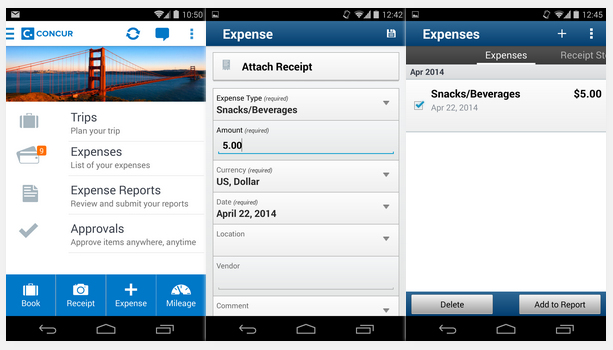 10:50
CONCUR
Trips
Plan your trip
Expenses
9
List of your expenses
Expense Reports
Review and submit your reports
Approvals
Approve items anywhere, anytime
Book
Receipt
Expense
Mileage
12:42
Expense
Attach Receipt
Expense Type (required)
Snacks/Beverages
Amount (required)
5.00
Currency (required)
US, Dollar
Date (required)
April 22, 2014
Location
Vendor
Comment
12:45
Expenses
Expenses
Receipt St
Apr 2014
Snacks/Beverages $5.00
Apr 22, 2014
Delete
Add to Report